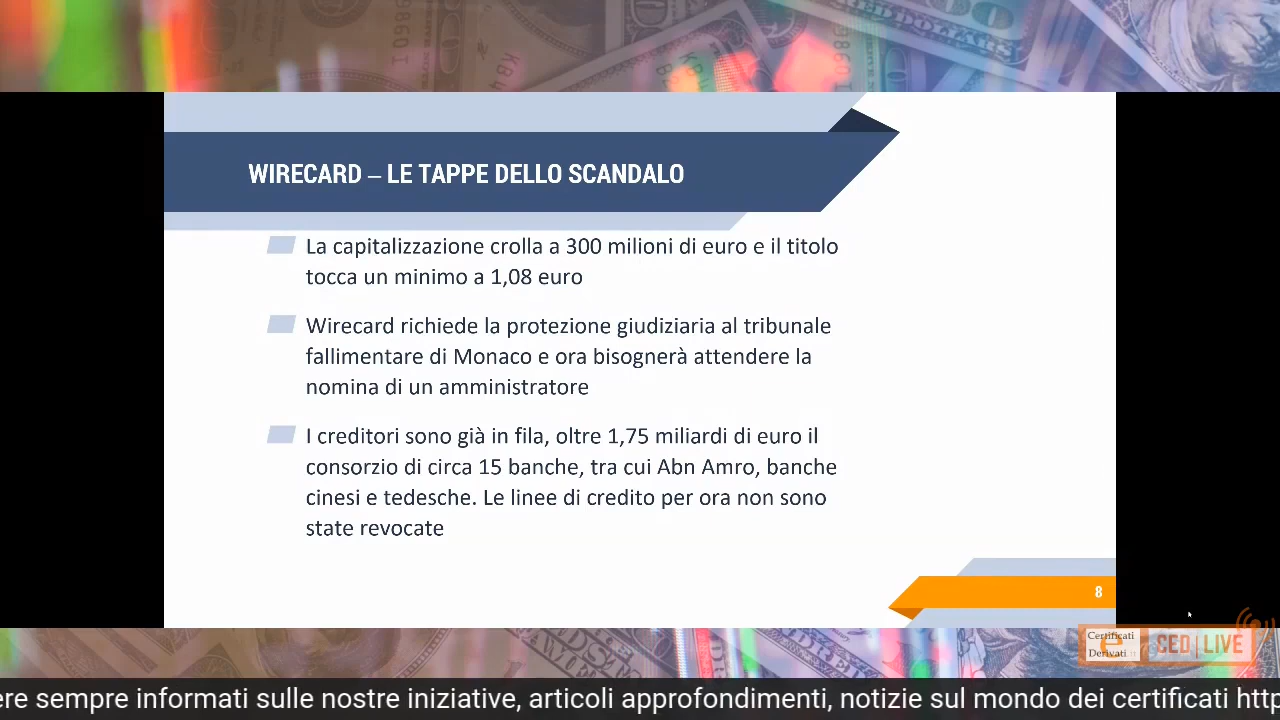 WIRECARD – LE TAPPE DELLO SCANDALO
La capitalizzazione crolla a 300 milioni di euro e il titolo
tocca un minimo a 1,08 euro
Wirecard richiede la protezione giudiziaria al tribunale
fallimentare di Monaco e ora bisognerà attendere la
nomina di un amministratore
I creditori sono già in fila, oltre 1,75 miliardi di euro il
consorzio di circa 15 banche, tra cui Abn Amro, banche
cinesi e tedesche. Le linee di credito per ora non sono
state revocate
8
Certificati
Derivati
CED | LIVE
ere sempre informati sulle nostre iniziative, articoli approfondimenti, notizie sul mondo dei certificati http